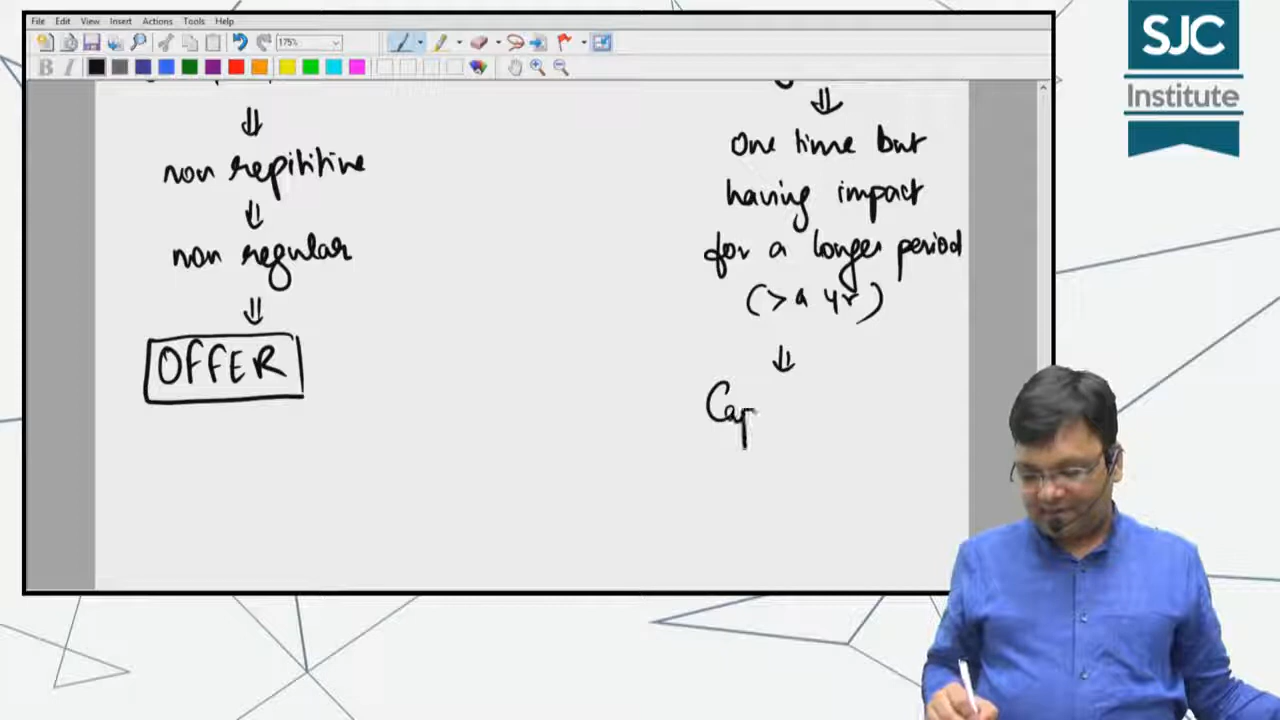 File Edit View Insert Actions Tools Help
175%
B I
SJC
Institute
⇓
non repititive
⇓
non regular
⇓
OFFER
⇓
One time but
having impact
for a longer period
(> a yr)
⇓
Cap